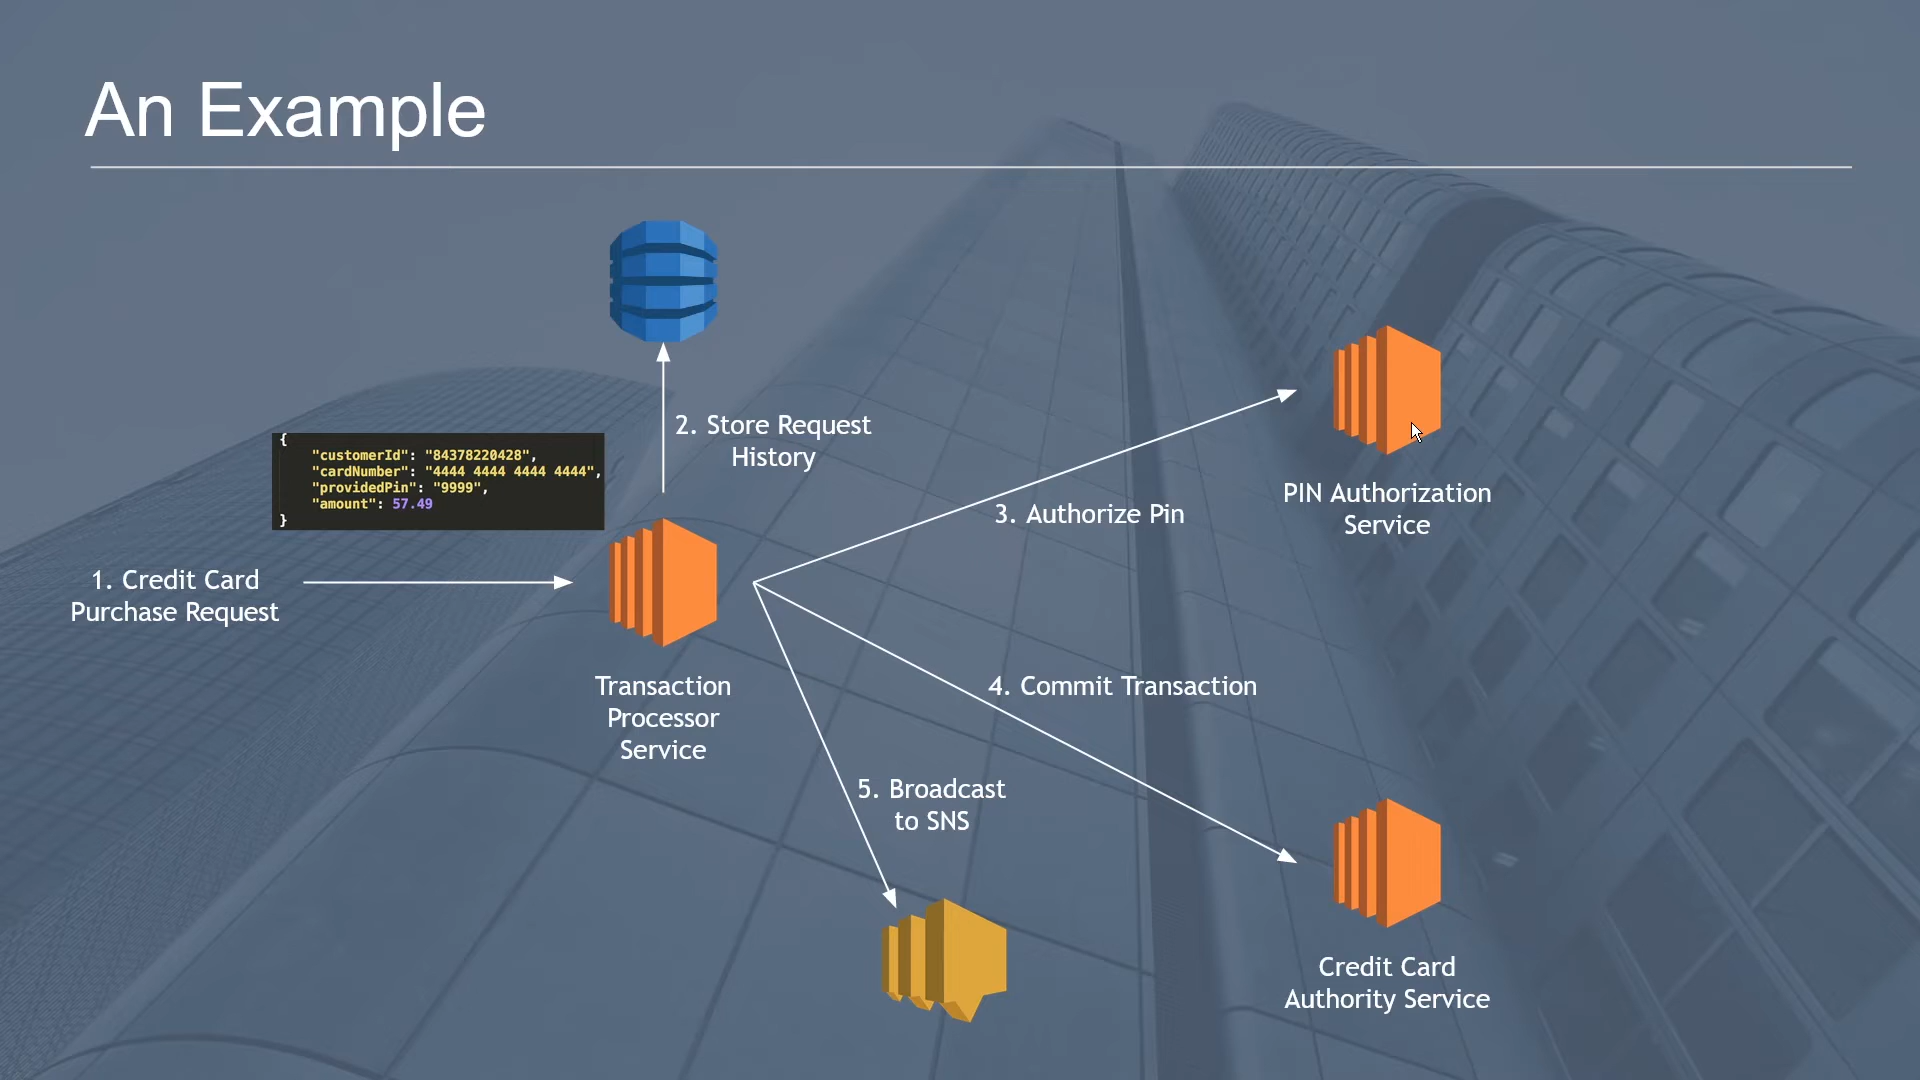 An Example
{
"customerId": "84378220428",
"cardNumber": "4444 4444 4444 4444",
"providedPin": "9999",
"amount": 57.49
}
1. Credit Card
Purchase Request
2. Store Request
History
Transaction
Processor
Service
3. Authorize Pin
PIN Authorization
Service
4. Commit Transaction
Credit Card
Authority Service
5. Broadcast
to SNS